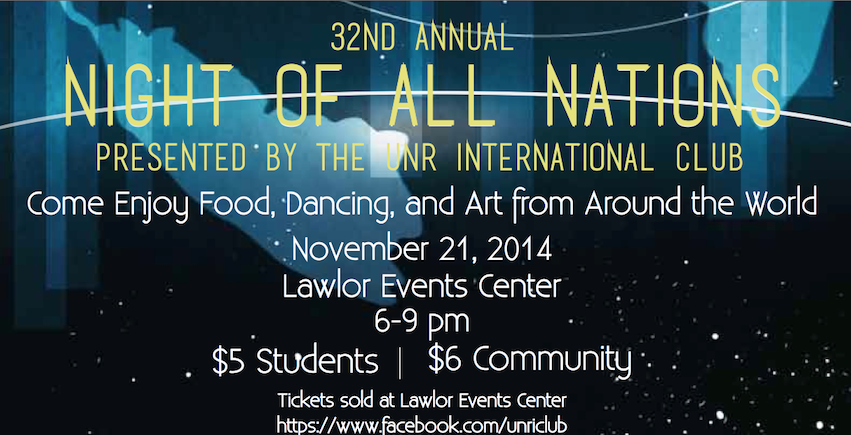 32ND ANNUAL
NIGHT OF ALL NATIONS
PRESENTED BY THE UNR INTERNATIONAL CLUB
Come Enjoy Food, Dancing, and Art from Around the World
November 21, 2014
Lawlor Events Center
6-9 pm
$5 Students | $6 Community
Tickets sold at Lawlor Events Center
https://www.facebook.com/unriclub